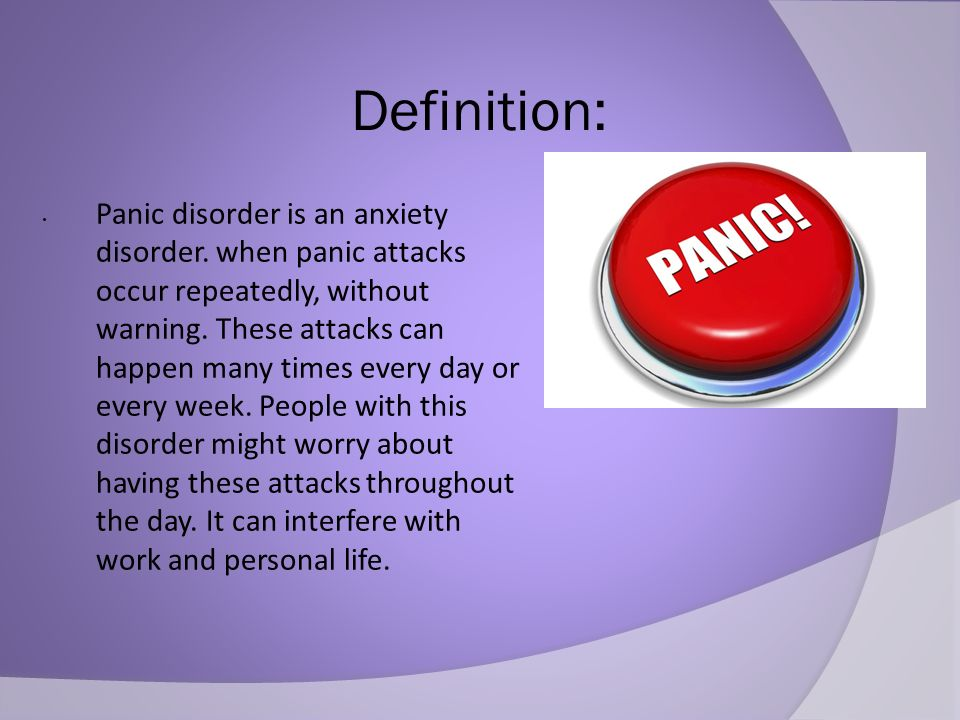 Definition:
• Panic disorder is an anxiety
disorder. when panic attacks
occur repeatedly, without
warning. These attacks can
happen many times every day or
every week. People with this
disorder might worry about
having these attacks throughout
the day. It can interfere with
work and personal life.
PANIC!